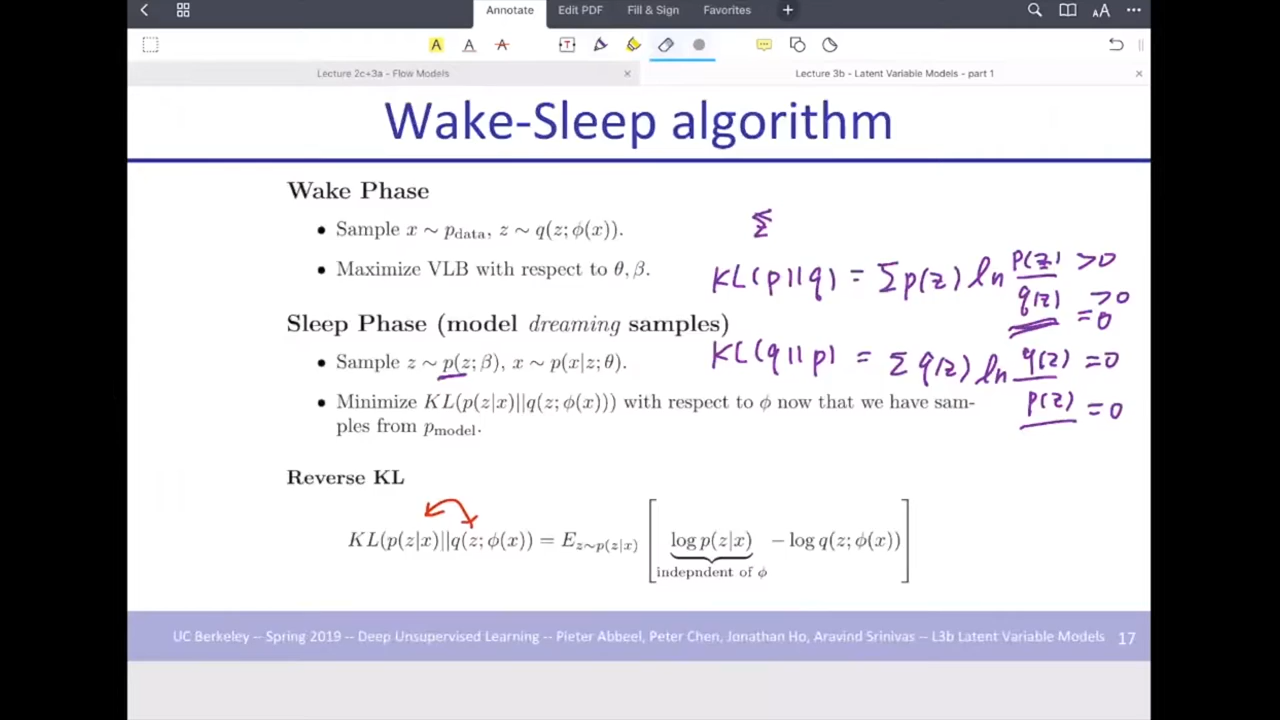 Annotate Edit PDF Fill & Sign Favorites
Lecture 2c+3a - Flow Models
Lecture 3b - Latent Variable Models - part 1
Wake-Sleep algorithm
Wake Phase
• Sample x ∼ p_data, z ∼ q(z; φ(x)).
• Maximize VLB with respect to θ, β.
Sleep Phase (model dreaming samples)
• Sample z ∼ p(z; β), x ∼ p(x|z; θ).
• Minimize KL(p(z|x)||q(z; φ(x))) with respect to φ now that we have sam-
ples from p_model.
Σ z
KL(p||q) = Σ p(z) ln p(z)/q(z) >0 >0 =0
KL(q||p) = Σ q(z) ln q(z)/p(z) =0 =0
Reverse KL
KL(p(z|x)||q(z; φ(x)) = E_{z∼p(z|x)} [ log p(z|x) − log q(z; φ(x)) ]
indepndent of φ
UC Berkeley -- Spring 2019 -- Deep Unsupervised Learning -- Pieter Abbeel, Peter Chen, Jonathan Ho, Aravind Srinivas -- L3b Latent Variable Models 17